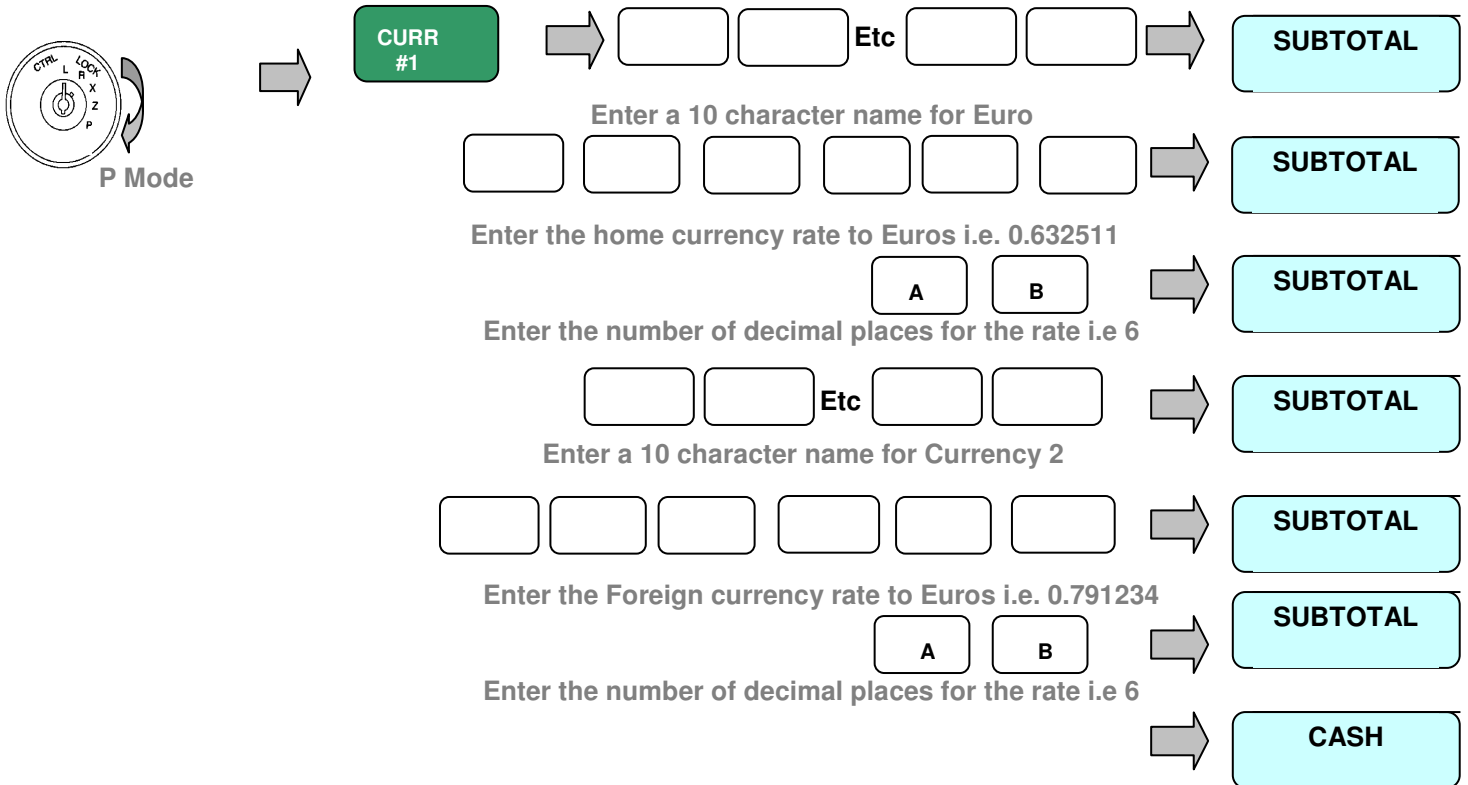 CTRL L LOCK R X Z P
P Mode
CURR
#1
Etc
SUBTOTAL
Enter a 10 character name for Euro
SUBTOTAL
Enter the home currency rate to Euros i.e. 0.632511
A B
SUBTOTAL
Enter the number of decimal places for the rate i.e 6
Etc
SUBTOTAL
Enter a 10 character name for Currency 2
SUBTOTAL
Enter the Foreign currency rate to Euros i.e. 0.791234
A B
SUBTOTAL
Enter the number of decimal places for the rate i.e 6
CASH